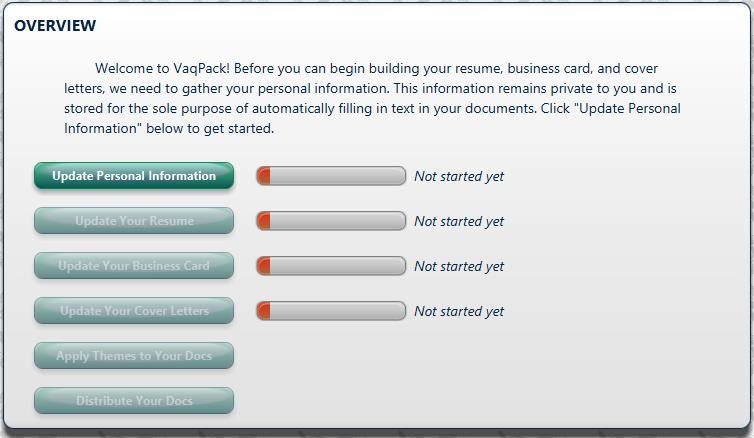 OVERVIEW
Welcome to VaqPack! Before you can begin building your resume, business card, and cover
letters, we need to gather your personal information. This information remains private to you and is
stored for the sole purpose of automatically filling in text in your documents. Click "Update Personal
Information" below to get started.
Update Personal Information Not started yet
Update Your Resume Not started yet
Update Your Business Card Not started yet
Update Your Cover Letters Not started yet
Apply Themes to Your Docs
Distribute Your Docs